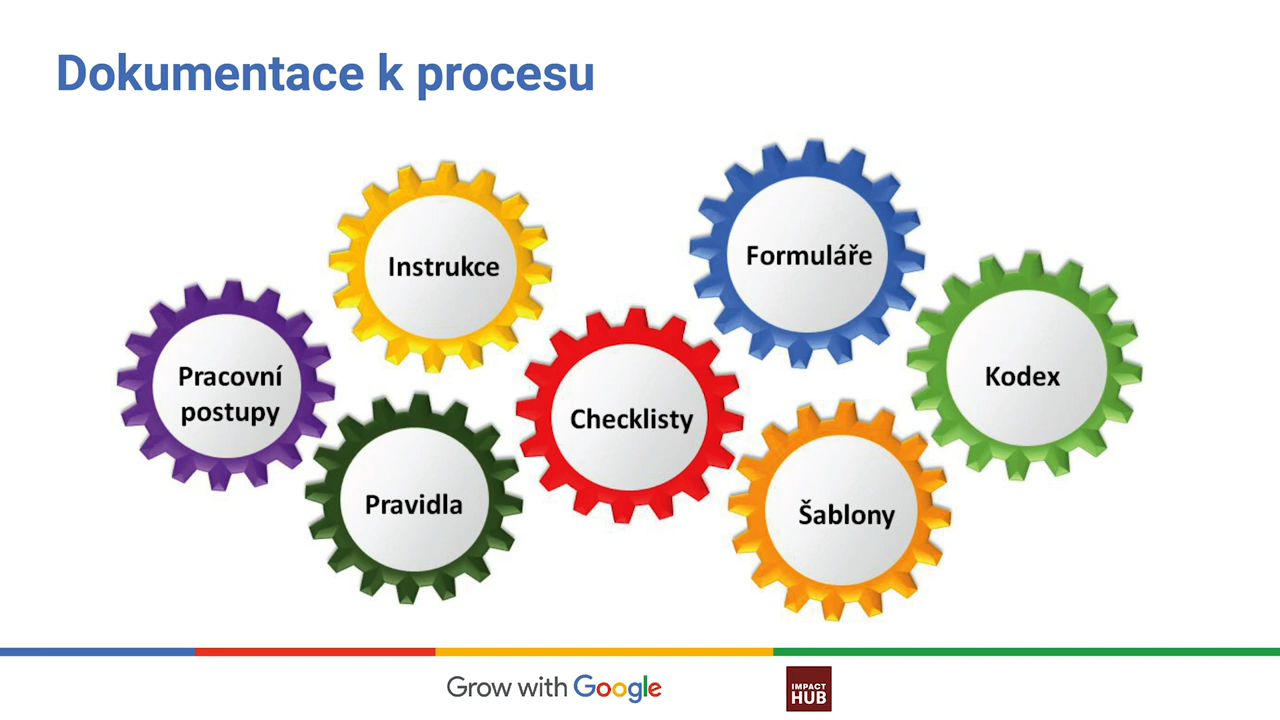 Dokumentace k procesu
Instrukce
Formuláře
Pracovní
postupy
Checklisty
Kodex
Pravidla
Šablony
Grow with Google
IMPACT
HUB